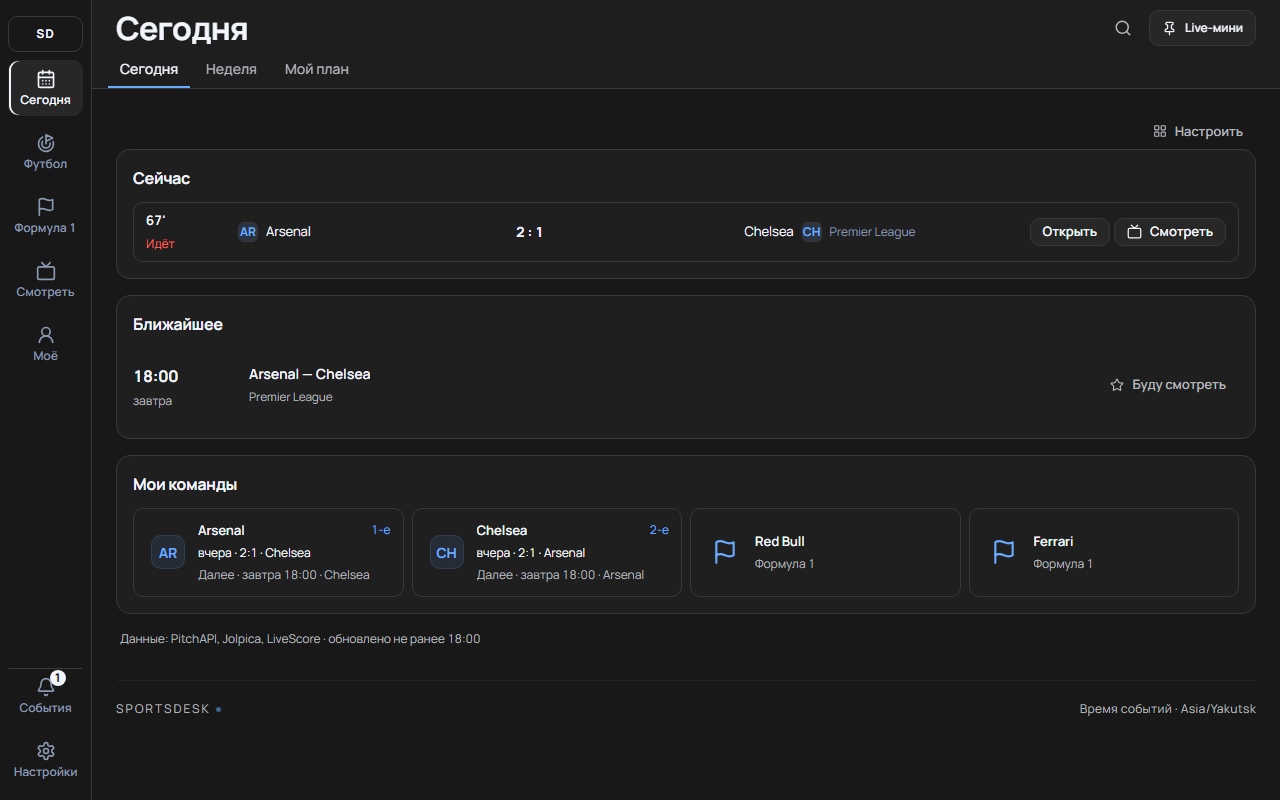 SD
Сегодня
Футбол
Формула 1
Смотреть
Моё
1
События
Настройки
Сегодня
Live-мини
Сегодня Неделя Мой план
Настроить
Сейчас
67'
Идёт
AR Arsenal 2 : 1 Chelsea CH Premier League
Открыть Смотреть
Ближайшее
18:00
завтра
Arsenal — Chelsea
Premier League
Буду смотреть
Мои команды
AR
Arsenal 1-е
вчера · 2:1 · Chelsea
Далее · завтра 18:00 · Chelsea
CH
Chelsea 2-е
вчера · 2:1 · Arsenal
Далее · завтра 18:00 · Arsenal
Red Bull
Формула 1
Ferrari
Формула 1
Данные: PitchAPI, Jolpica, LiveScore · обновлено не ранее 18:00
SPORTSDESK
Время событий · Asia/Yakutsk